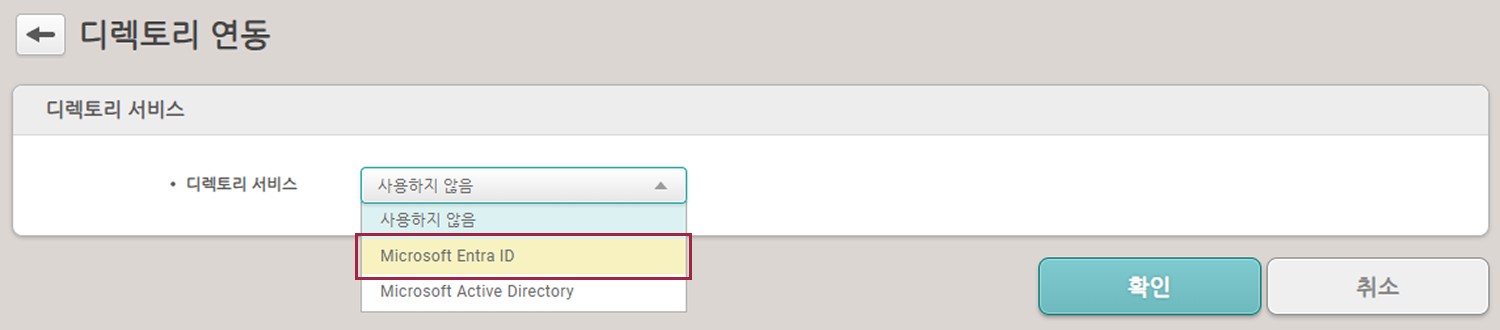 디렉토리 연동
디렉토리 서비스
• 디렉토리 서비스
사용하지 않음
사용하지 않음
Microsoft Entra ID
Microsoft Active Directory
확인
취소